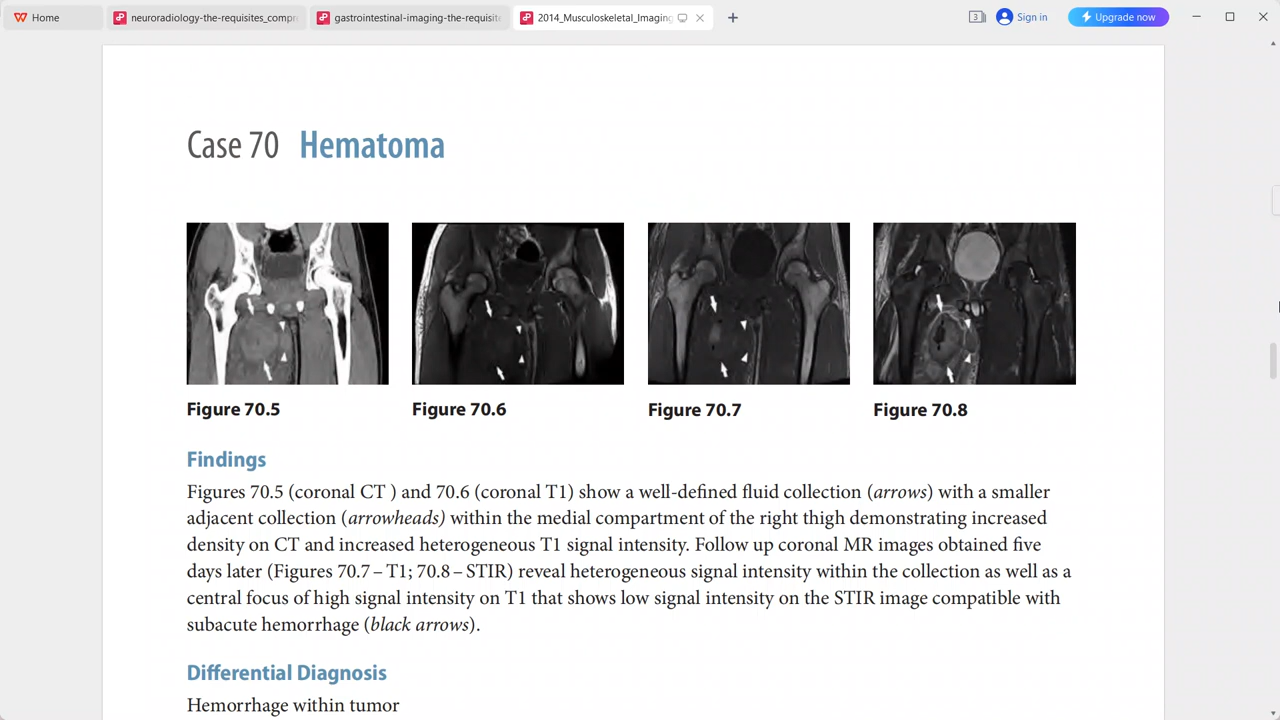 Home
neuroradiology-the-requisites_compr
gastrointestinal-imaging-the-requisite
2014_Musculoskeletal_Imaging
3
Sign in
Upgrade now
Case 70 Hematoma
Figure 70.5
Figure 70.6
Figure 70.7
Figure 70.8
Findings
Figures 70.5 (coronal CT ) and 70.6 (coronal T1) show a well-defined fluid collection (arrows) with a smaller
adjacent collection (arrowheads) within the medial compartment of the right thigh demonstrating increased
density on CT and increased heterogeneous T1 signal intensity. Follow up coronal MR images obtained five
days later (Figures 70.7 – T1; 70.8 – STIR) reveal heterogeneous signal intensity within the collection as well as a
central focus of high signal intensity on T1 that shows low signal intensity on the STIR image compatible with
subacute hemorrhage (black arrows).
Differential Diagnosis
Hemorrhage within tumor